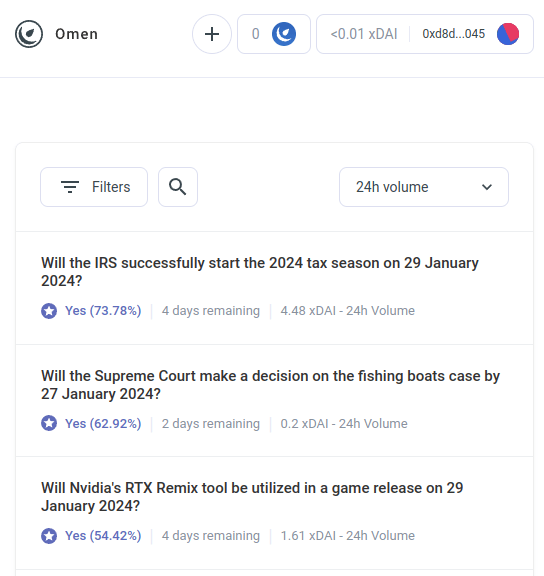 Omen
0
<0.01 xDAI
0xd8d...045
Filters
24h volume
Will the IRS successfully start the 2024 tax season on 29 January
2024?
Yes (73.78%) 4 days remaining 4.48 xDAI - 24h Volume
Will the Supreme Court make a decision on the fishing boats case by
27 January 2024?
Yes (62.92%) 2 days remaining 0.2 xDAI - 24h Volume
Will Nvidia's RTX Remix tool be utilized in a game release on 29
January 2024?
Yes (54.42%) 4 days remaining 1.61 xDAI - 24h Volume